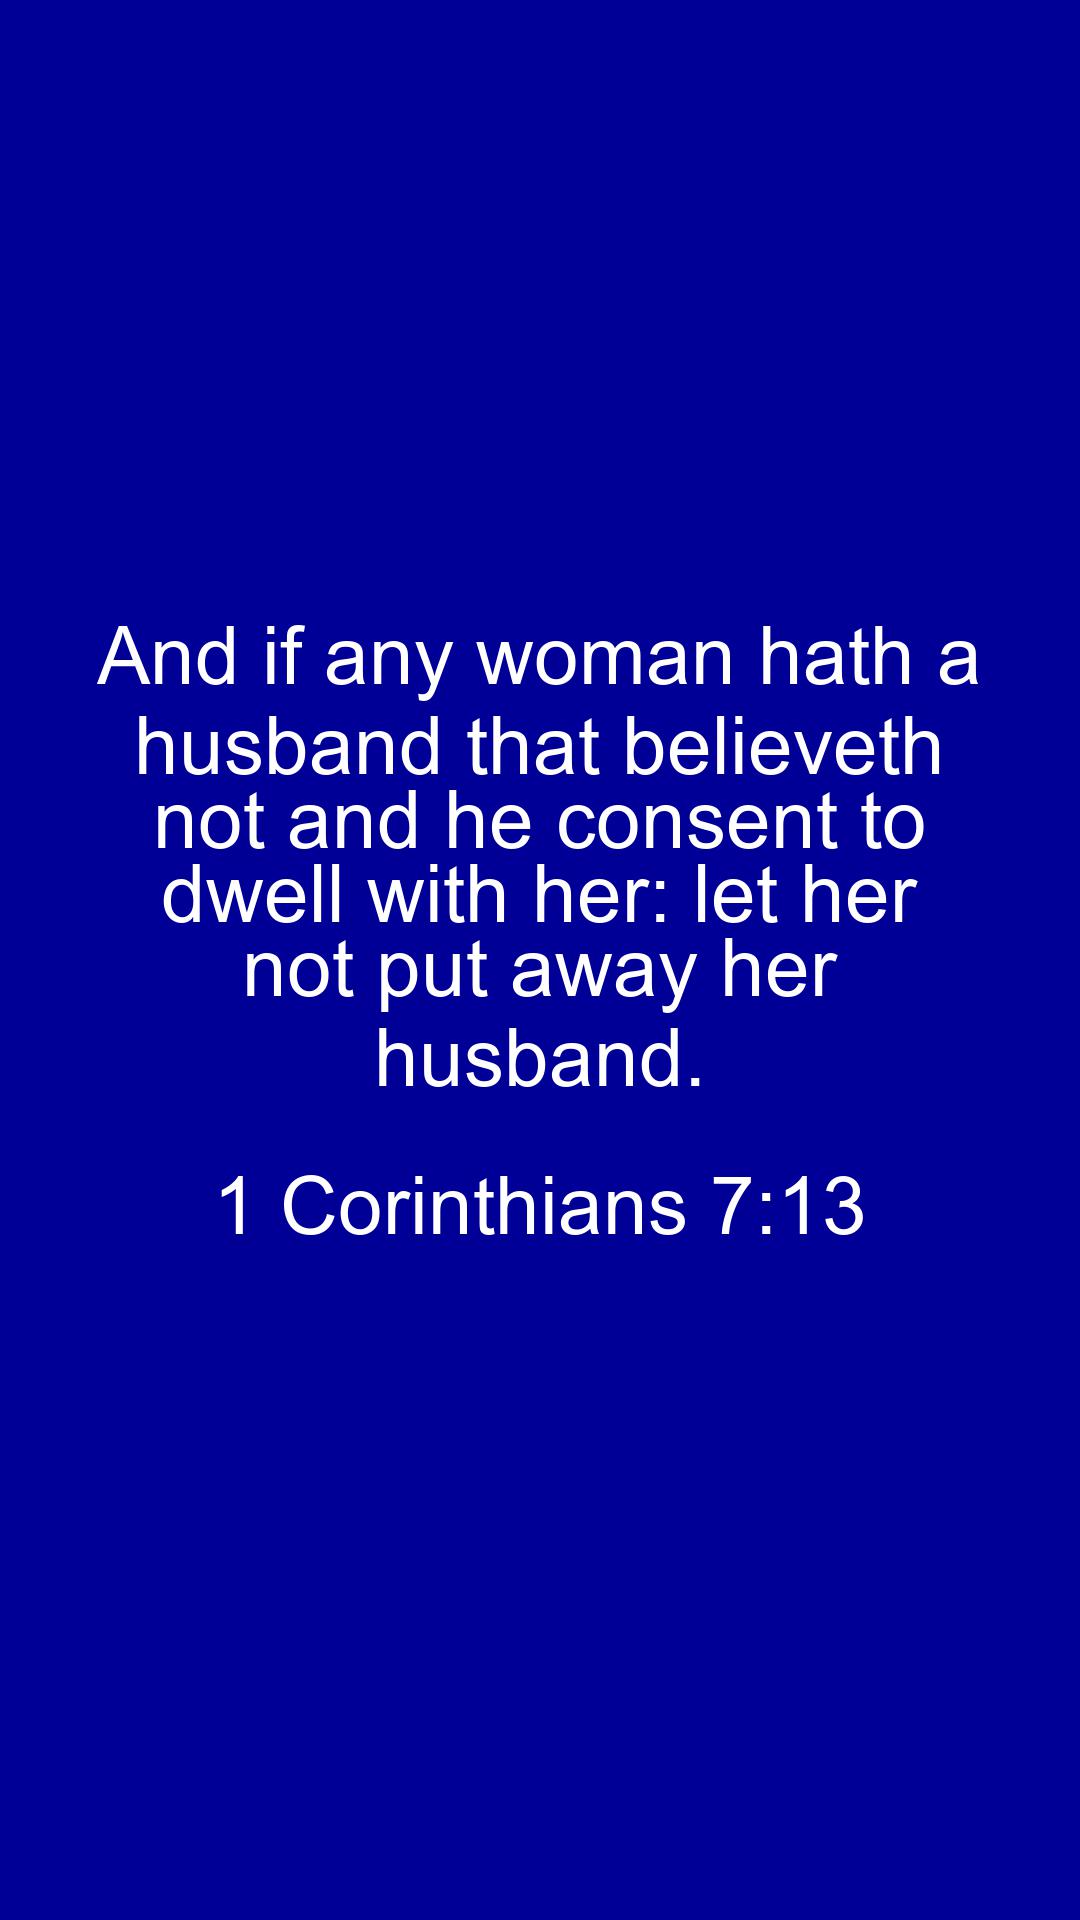 And if any woman hath a
husband that believeth
not and he consent to
dwell with her: let her
not put away her
husband.
1 Corinthians 7:13